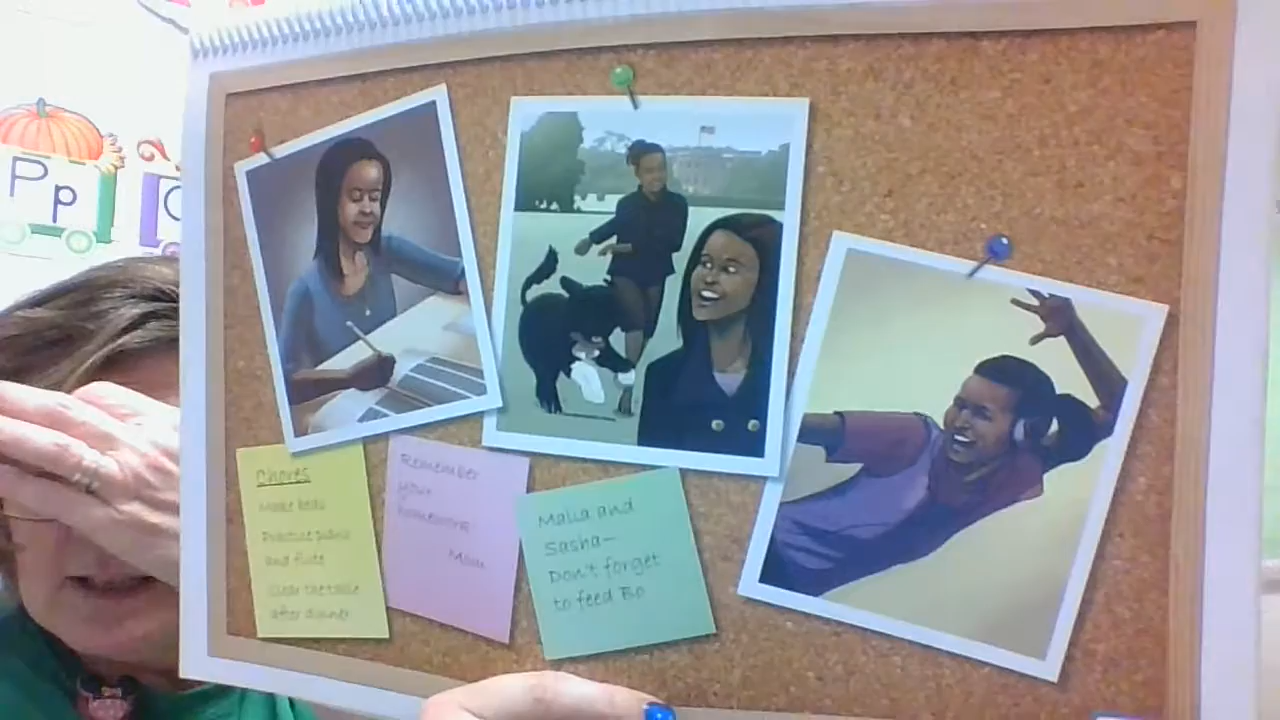 Pp
Chores
Make beds
Practice piano
and flute
Clear the table
after dinner
Remember
your
homework
Mom
Malia and
Sasha—
Don't forget
to feed Bo